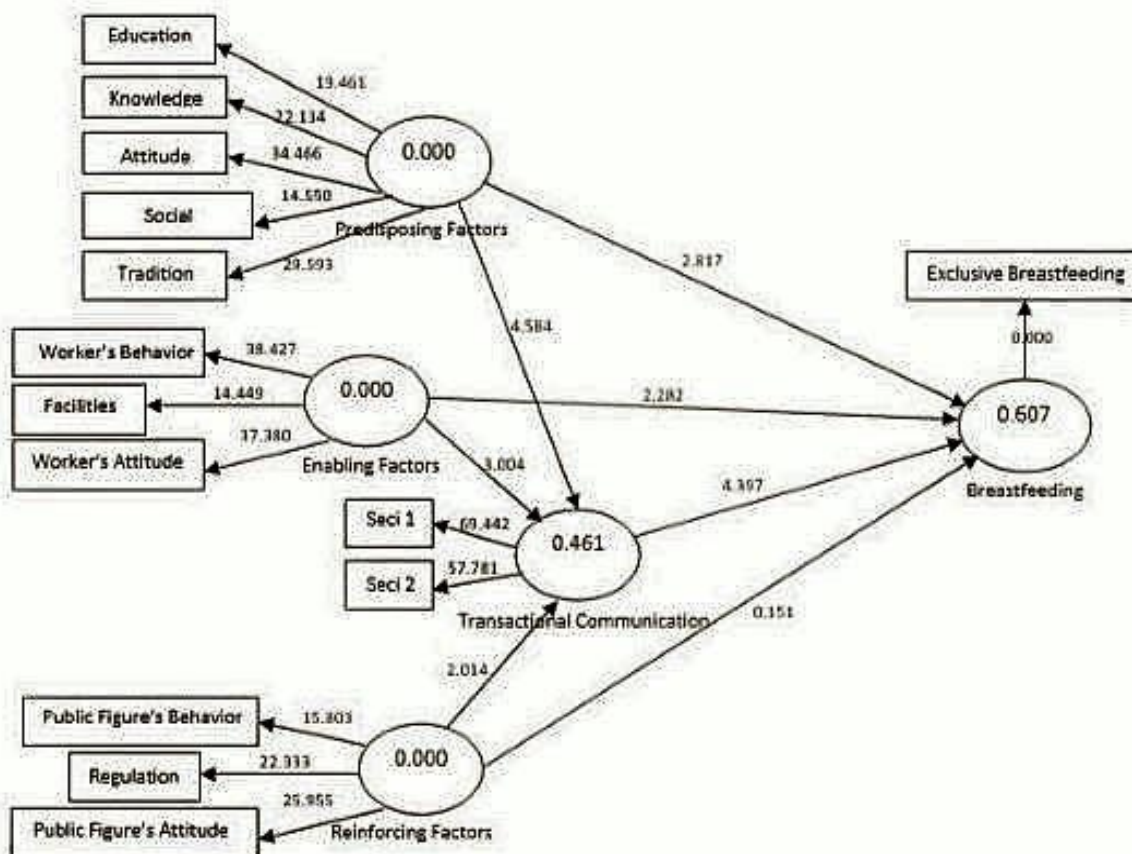 Education
19.461
Knowledge
22.134
0.000
Attitude
34.466
14.550
Social
Predisposing Factors
Tradition
29.593
2.817
Exclusive Breastfeeding
4.584
0.000
Worker's Behavior
38.427
0.000
Facilities
14.449
2.282
0.607
37.380
Worker's Attitude
Enabling Factors
3.004
4.397
Breastfeeding
Seci 1
69.442
0.461
Seci 2
57.781
Transactional Communication
0.151
2.014
Public Figure's Behavior
15.803
0.000
22.333
Regulation
25.955
Public Figure's Attitude
Reinforcing Factors